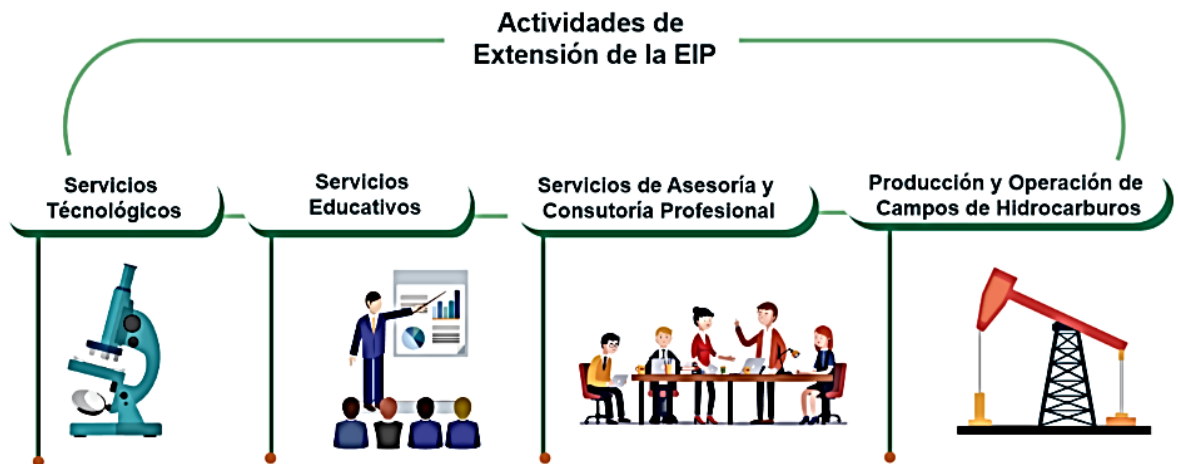 Actividades de
Extensión de la EIP
Servicios
Técnológicos
Servicios
Educativos
Servicios de Asesoría y
Consutoría Profesional
Producción y Operación de
Campos de Hidrocarburos